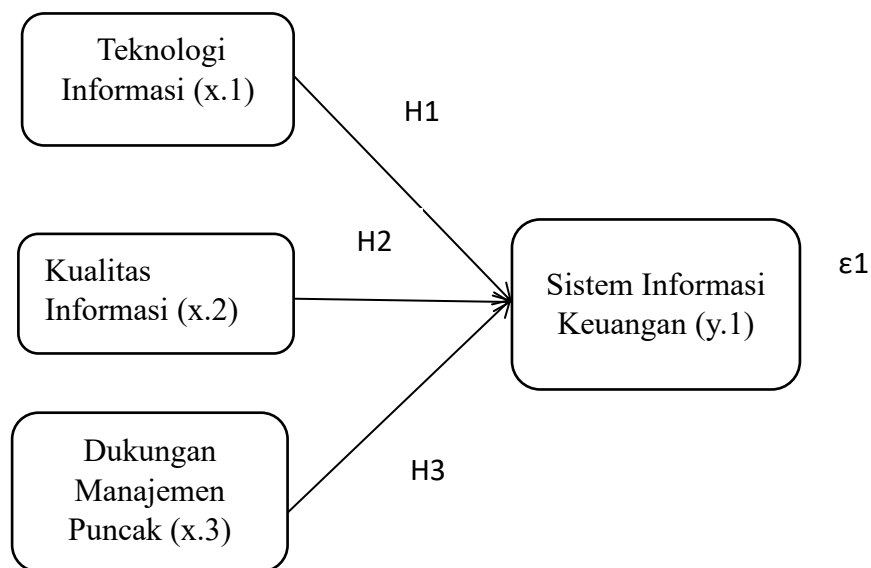 Teknologi
Informasi (x.1)
H1
Kualitas
Informasi (x.2)
H2
Sistem Informasi
Keuangan (y.1)
ε1
Dukungan
Manajemen
Puncak (x.3)
H3